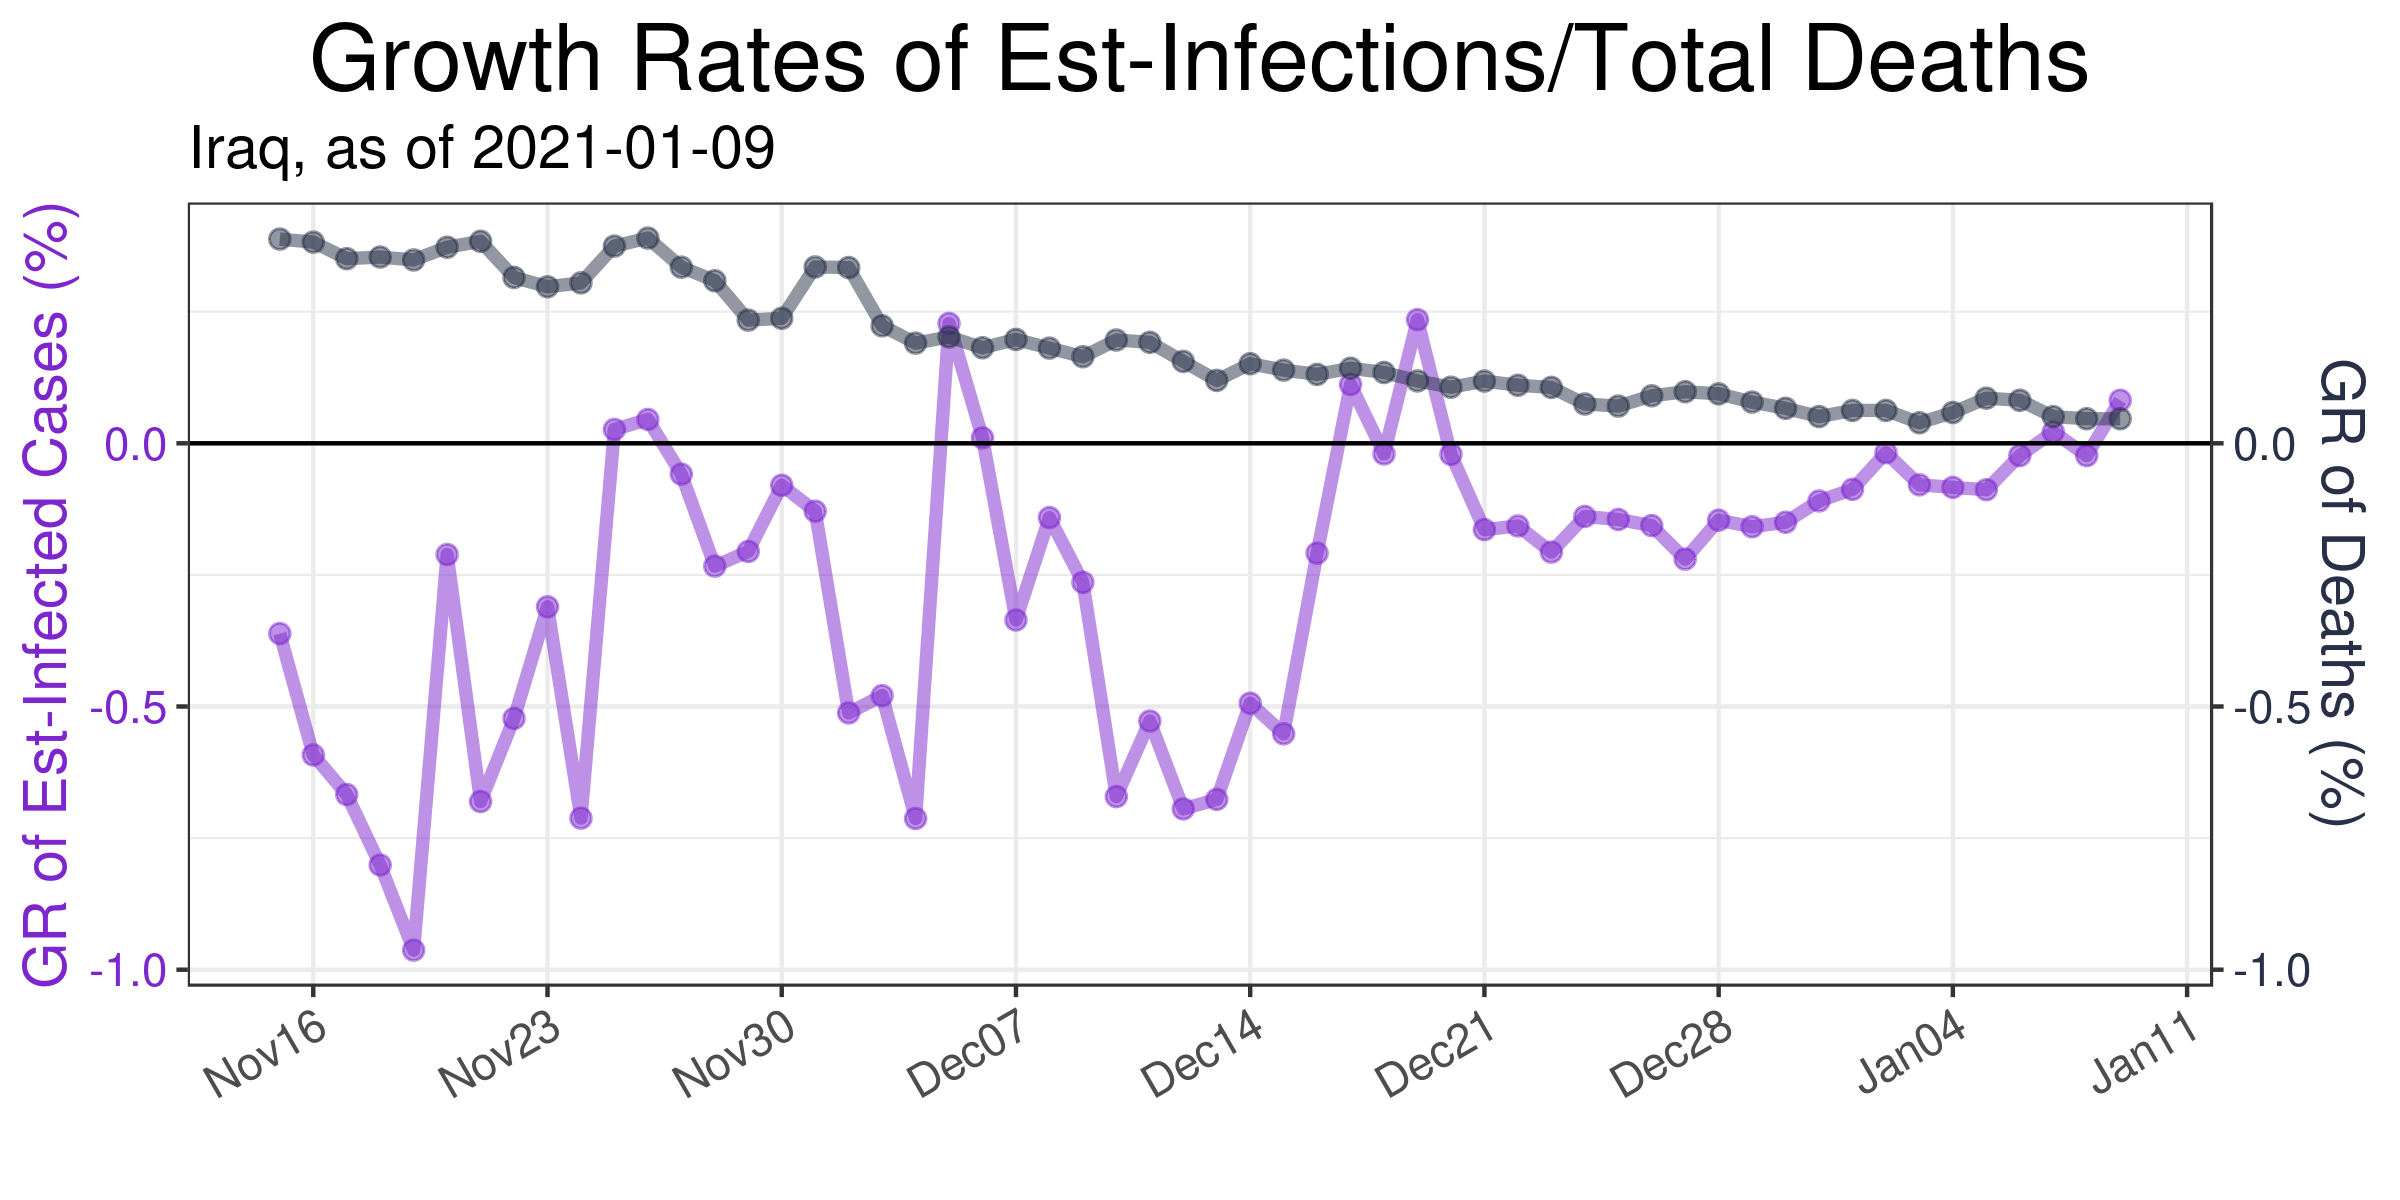 Growth Rates of Est-Infections/Total Deaths
Iraq, as of 2021-01-09
GR of Est-Infected Cases (%)
0.0
-0.5
-1.0
GR of Deaths (%)
0.0
-0.5
-1.0
Nov16
Nov23
Nov30
Dec07
Dec14
Dec21
Dec28
Jan04
Jan11